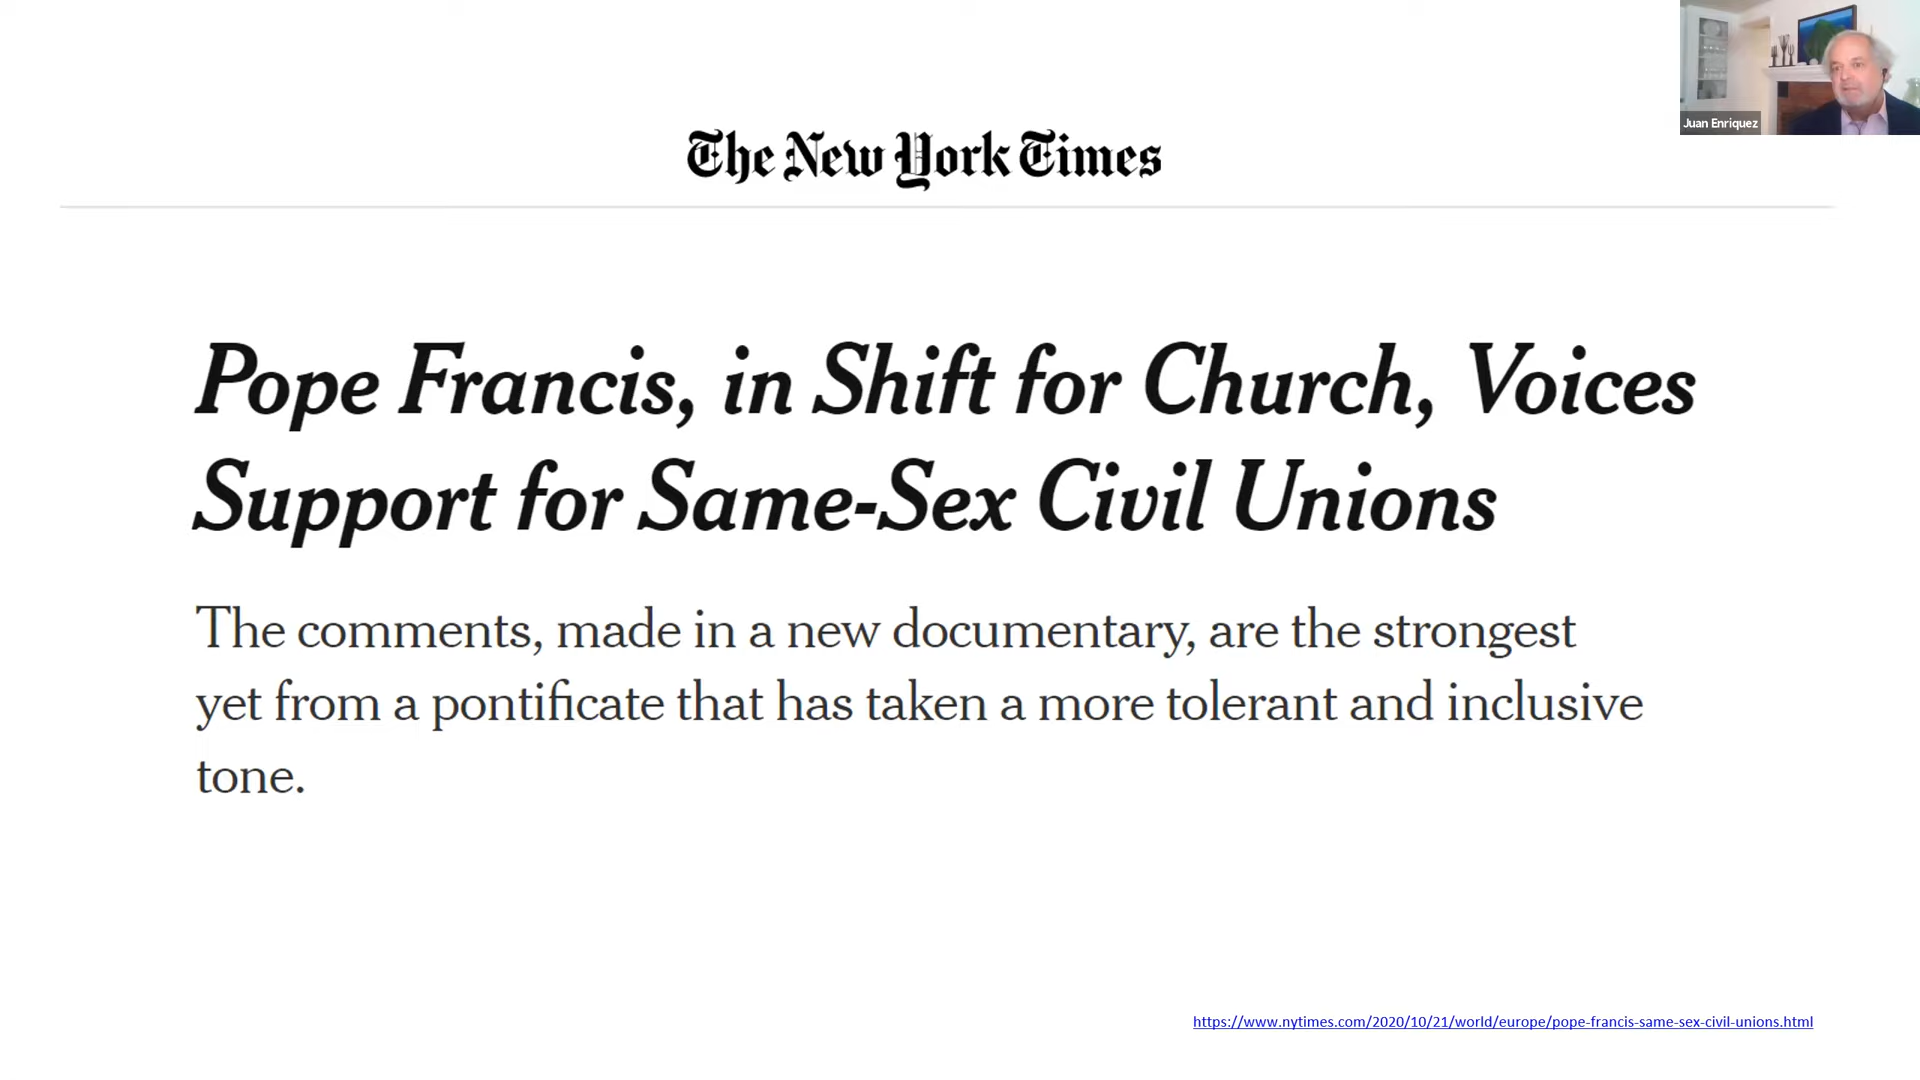 Juan Enriquez
The New York Times
Pope Francis, in Shift for Church, Voices
Support for Same-Sex Civil Unions
The comments, made in a new documentary, are the strongest
yet from a pontificate that has taken a more tolerant and inclusive
tone.
https://www.nytimes.com/2020/10/21/world/europe/pope-francis-same-sex-civil-unions.html